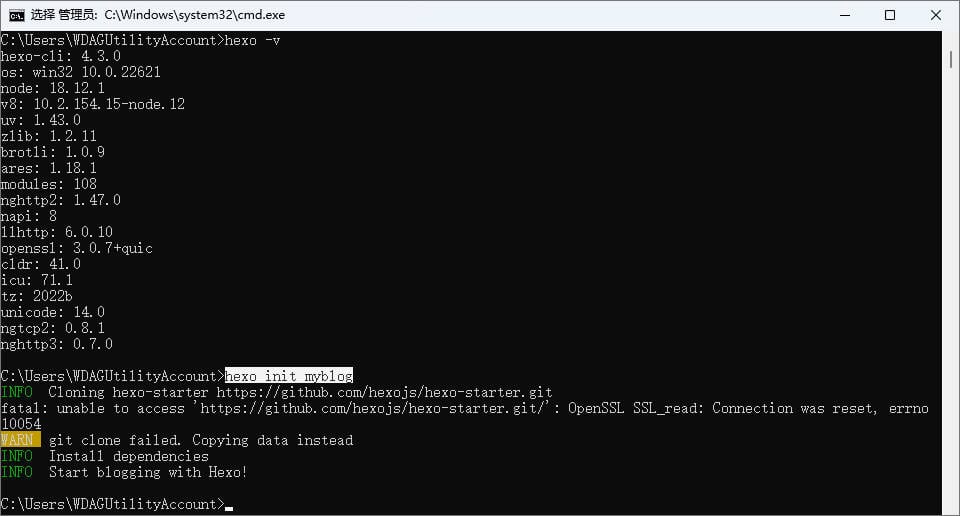 选择 管理员: C:\Windows\system32\cmd.exe
C:\Users\WDAGUtilityAccount>hexo -v
hexo-cli: 4.3.0
os: win32 10.0.22621
node: 18.12.1
v8: 10.2.154.15-node.12
uv: 1.43.0
zlib: 1.2.11
brotli: 1.0.9
ares: 1.18.1
modules: 108
nghttp2: 1.47.0
napi: 8
llhttp: 6.0.10
openssl: 3.0.7+quic
cldr: 41.0
icu: 71.1
tz: 2022b
unicode: 14.0
ngtcp2: 0.8.1
nghttp3: 0.7.0
C:\Users\WDAGUtilityAccount>hexo init myblog
INFO  Cloning hexo-starter https://github.com/hexojs/hexo-starter.git
fatal: unable to access 'https://github.com/hexojs/hexo-starter.git/': OpenSSL SSL_read: Connection was reset, errno
10054
WARN  git clone failed. Copying data instead
INFO  Install dependencies
INFO  Start blogging with Hexo!
C:\Users\WDAGUtilityAccount>